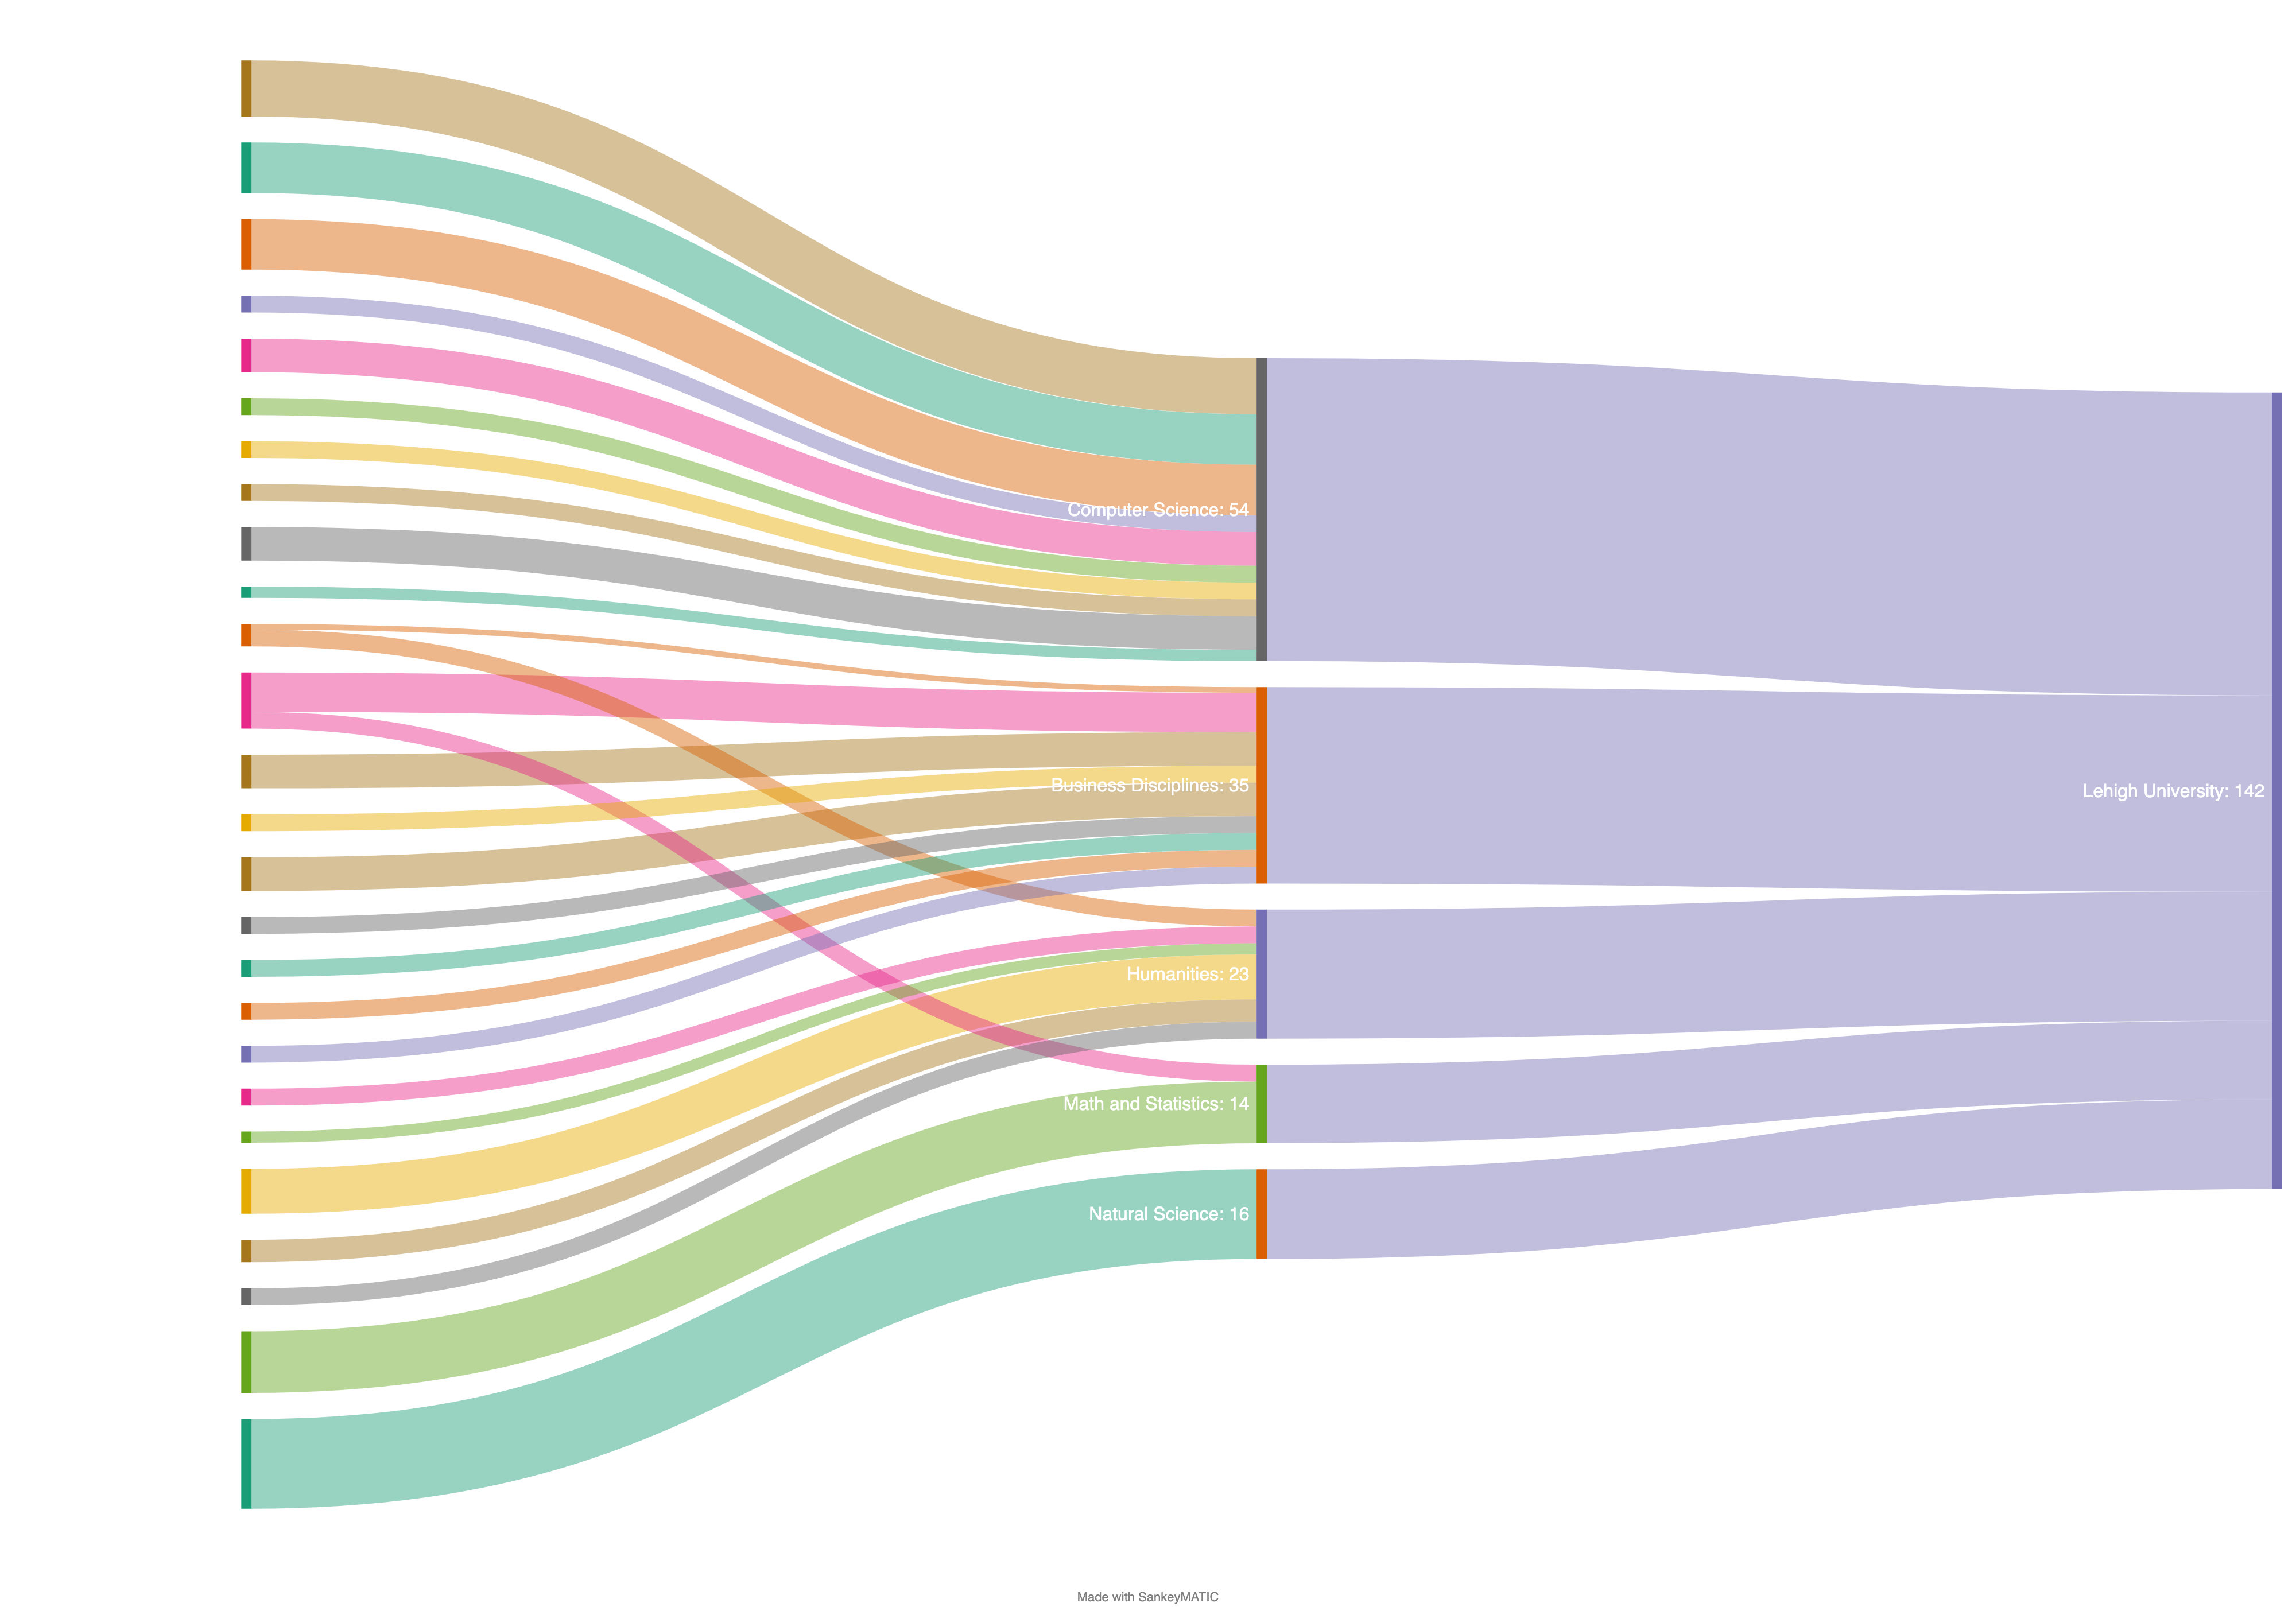 Computer Science: 54
Business Disciplines: 35
Lehigh University: 142
Humanities: 23
Math and Statistics: 14
Natural Science: 16
Made with SankeyMATIC